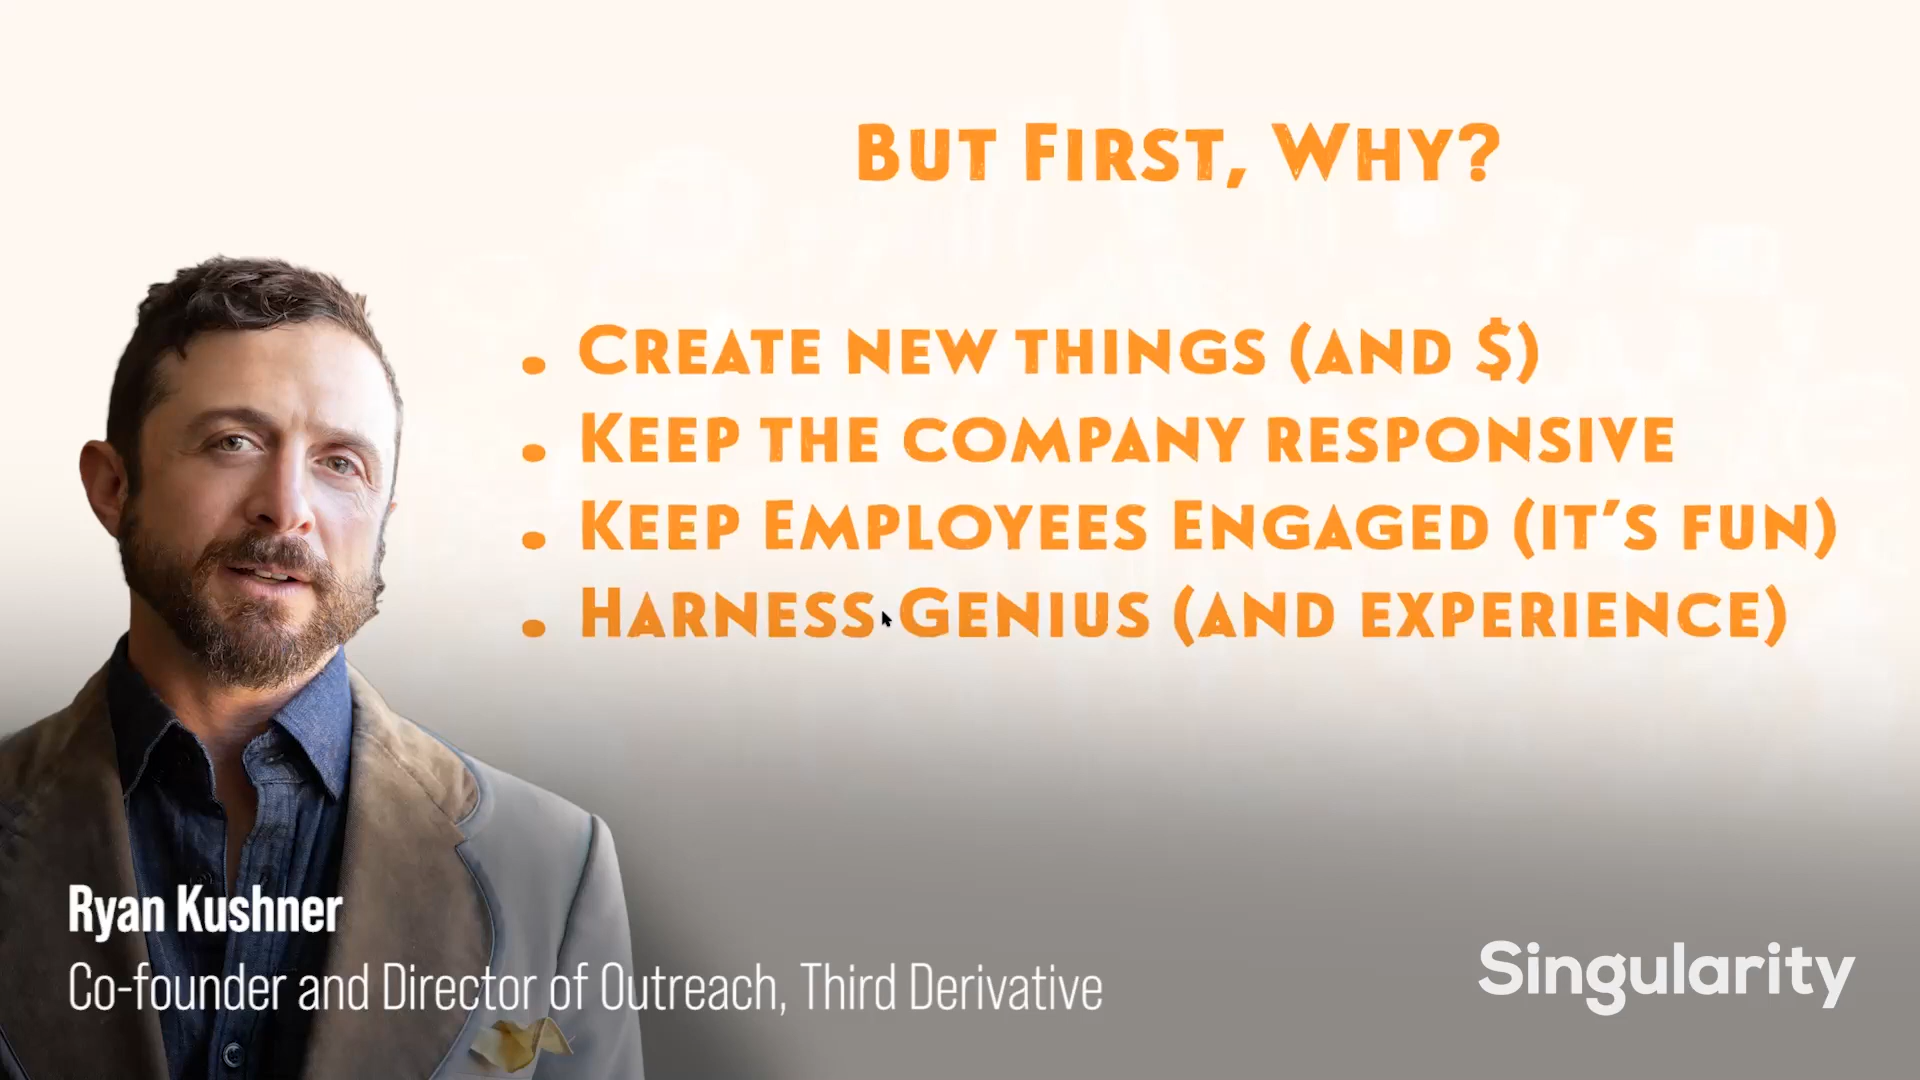 But First, Why?
. Create new things (and $)
. Keep the company responsive
. Keep Employees Engaged (it's fun)
. Harness Genius (and experience)
Ryan Kushner
Co-founder and Director of Outreach, Third Derivative
Singularity